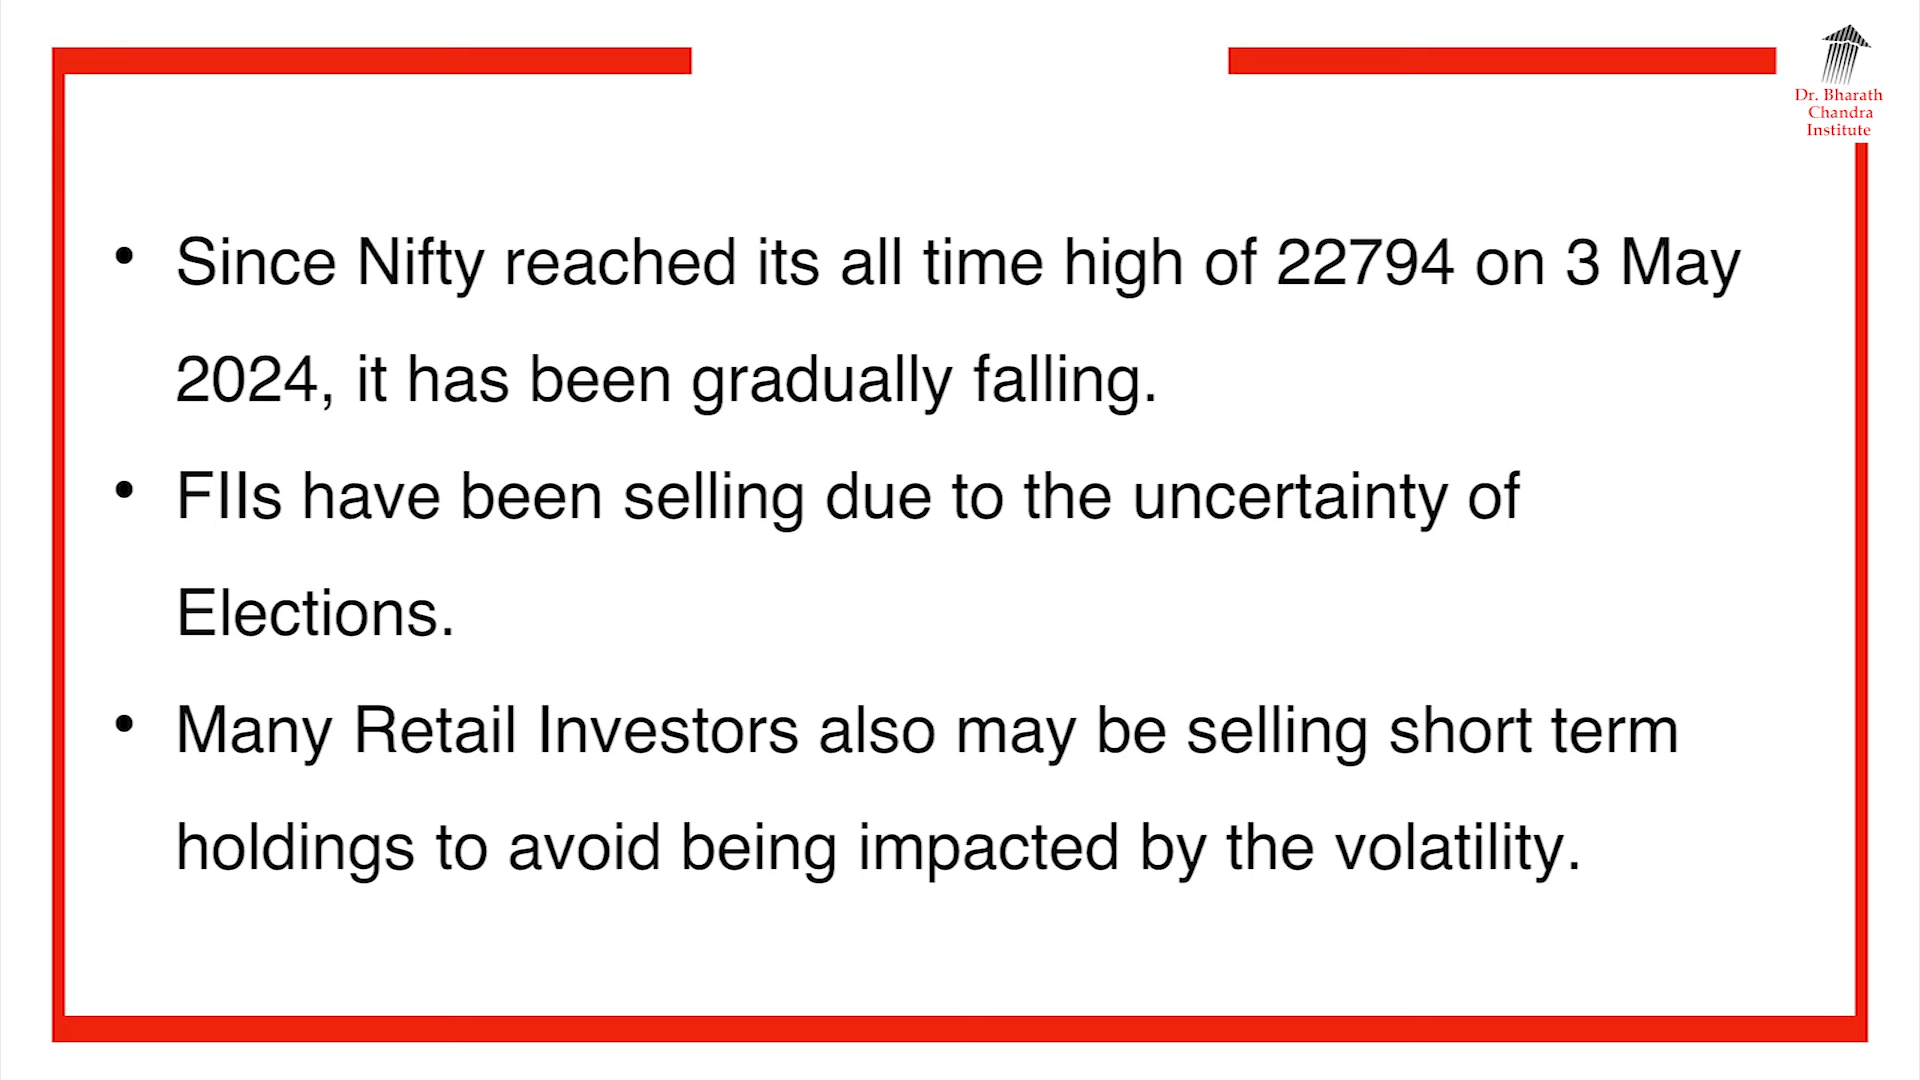 Dr. Bharath
Chandra
Institute
• Since Nifty reached its all time high of 22794 on 3 May
2024, it has been gradually falling.
• FIIs have been selling due to the uncertainty of
Elections.
• Many Retail Investors also may be selling short term
holdings to avoid being impacted by the volatility.